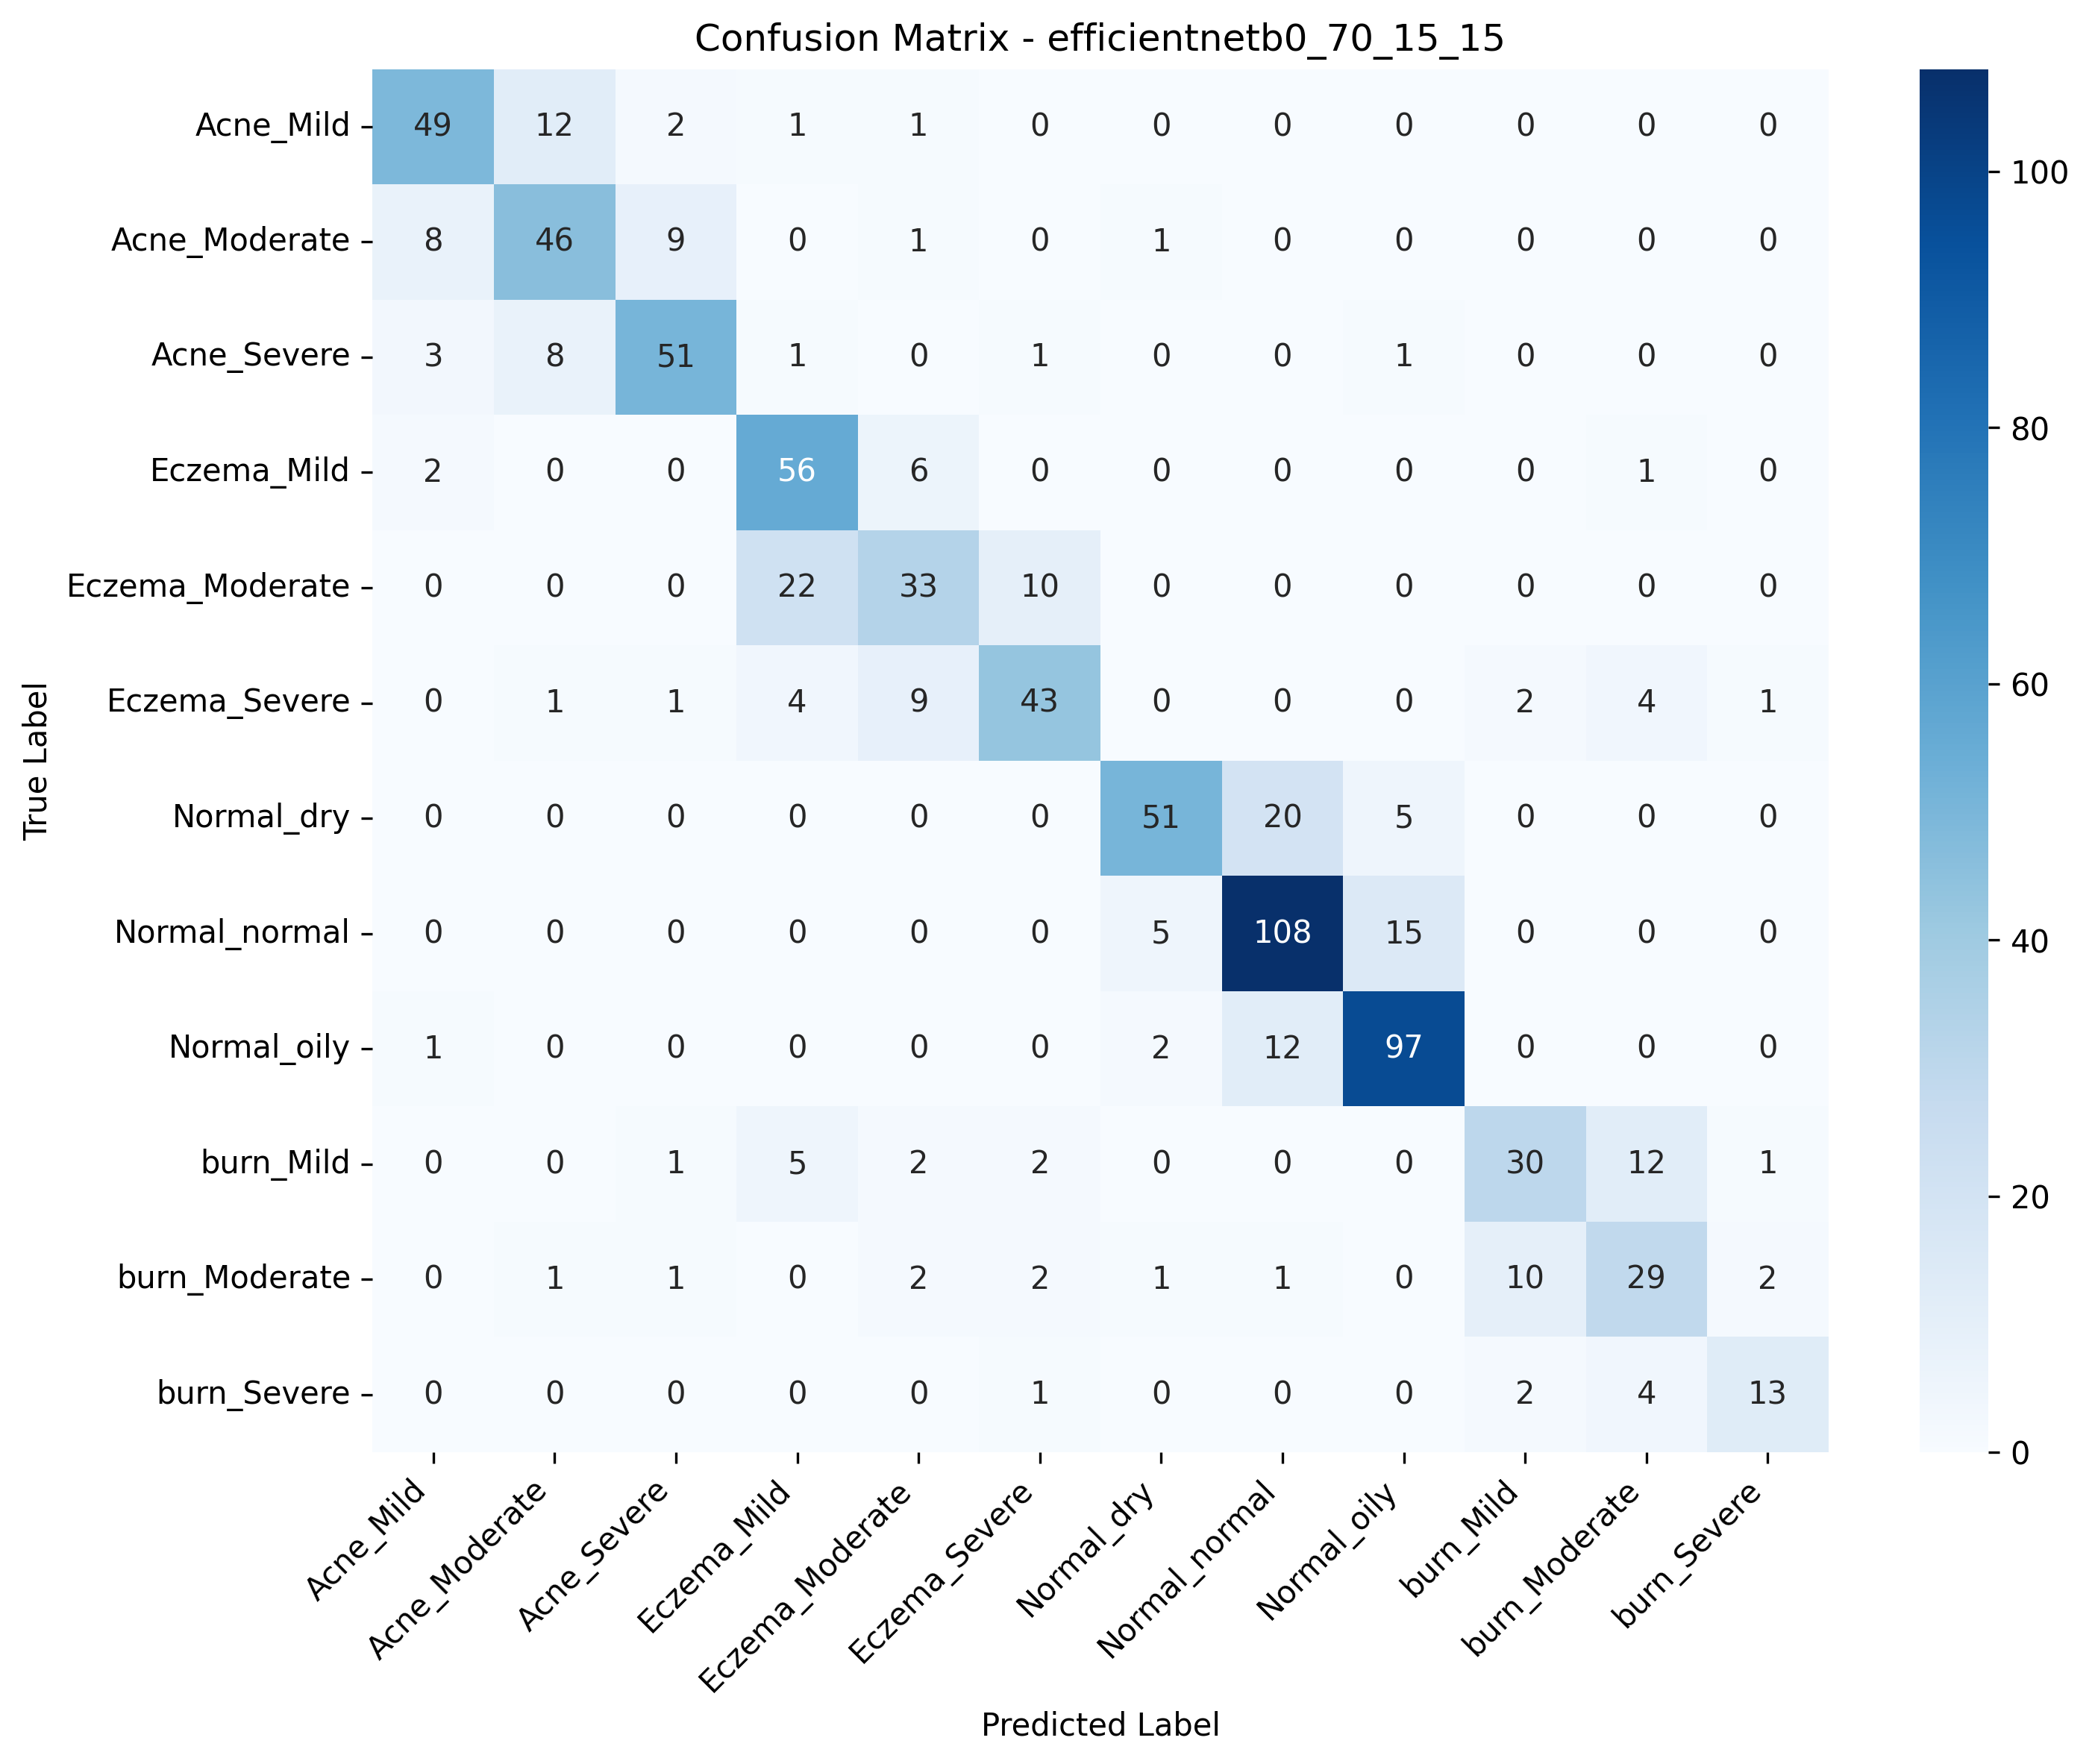 Confusion Matrix - efficientnetb0_70_15_15
Acne_Mild 49 12 2 1 1 0 0 0 0 0 0 0
Acne_Moderate 8 46 9 0 1 0 1 0 0 0 0 0
Acne_Severe 3 8 51 1 0 1 0 0 1 0 0 0
Eczema_Mild 2 0 0 56 6 0 0 0 0 0 1 0
Eczema_Moderate 0 0 0 22 33 10 0 0 0 0 0 0
Eczema_Severe 0 1 1 4 9 43 0 0 0 2 4 1
Normal_dry 0 0 0 0 0 0 51 20 5 0 0 0
Normal_normal 0 0 0 0 0 0 5 108 15 0 0 0
Normal_oily 1 0 0 0 0 0 2 12 97 0 0 0
burn_Mild 0 0 1 5 2 2 0 0 0 30 12 1
burn_Moderate 0 1 1 0 2 2 1 1 0 10 29 2
burn_Severe 0 0 0 0 0 1 0 0 0 2 4 13
True Label
Acne_Mild
Acne_Moderate
Acne_Severe
Eczema_Mild
Eczema_Moderate
Eczema_Severe
Normal_dry
Normal_normal
Normal_oily
burn_Mild
burn_Moderate
burn_Severe
Predicted Label
100
80
60
40
20
0